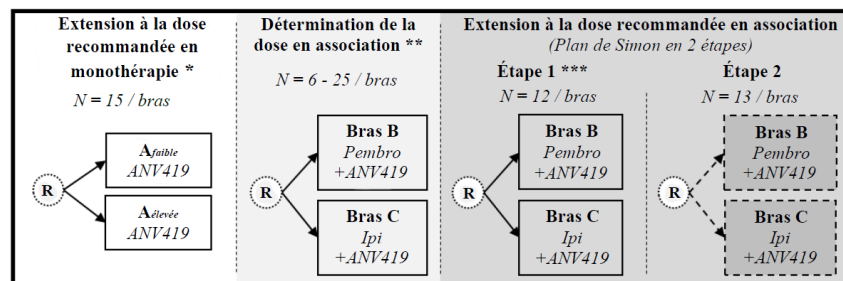 Extension à la dose
recommandée en
monothérapie *
N = 15 / bras
R
Afaible
ANV419
Aélevée
ANV419
Détermination de la
dose en association **
N = 6 - 25 / bras
R
Bras B
Pembro
+ANV419
Bras C
Ipi
+ANV419
Extension à la dose recommandée en association
(Plan de Simon en 2 étapes)
Étape 1 ***
N = 12 / bras
R
Bras B
Pembro
+ANV419
Bras C
Ipi
+ANV419
Étape 2
N = 13 / bras
R
Bras B
Pembro
+ANV419
Bras C
Ipi
+ANV419